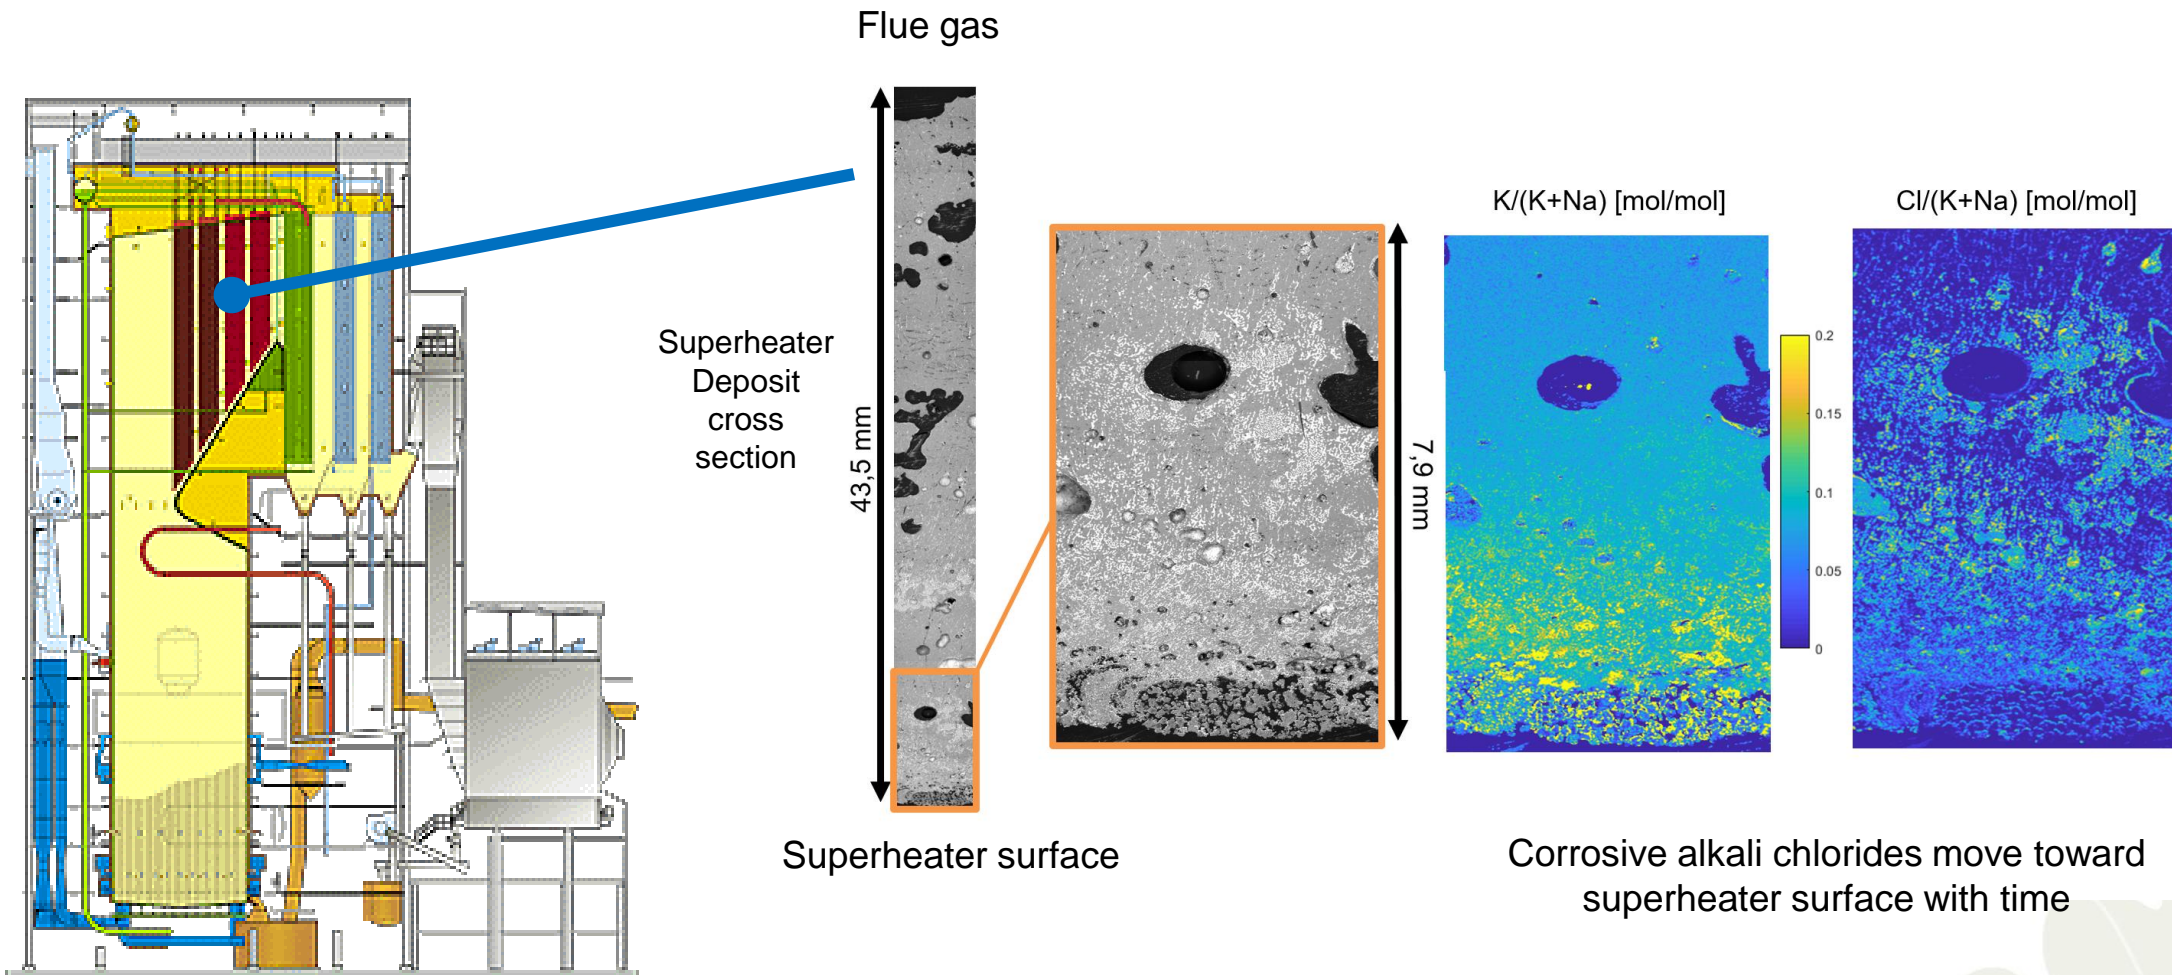 Flue gas
Superheater
Deposit
cross
section
43,5 mm
7,9 mm
K/(K+Na) [mol/mol]
0.2
0.15
0.1
0.05
0
Cl/(K+Na) [mol/mol]
Superheater surface
Corrosive alkali chlorides move toward
superheater surface with time